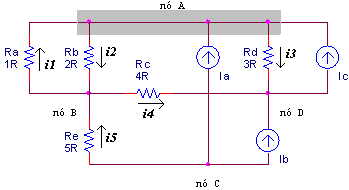 nó A
Ra
1R
i1
Rb
2R
i2
Rc
4R
i4
Ia
Rd
3R
i3
Ic
nó B
nó D
Re
5R
i5
Ib
nó C